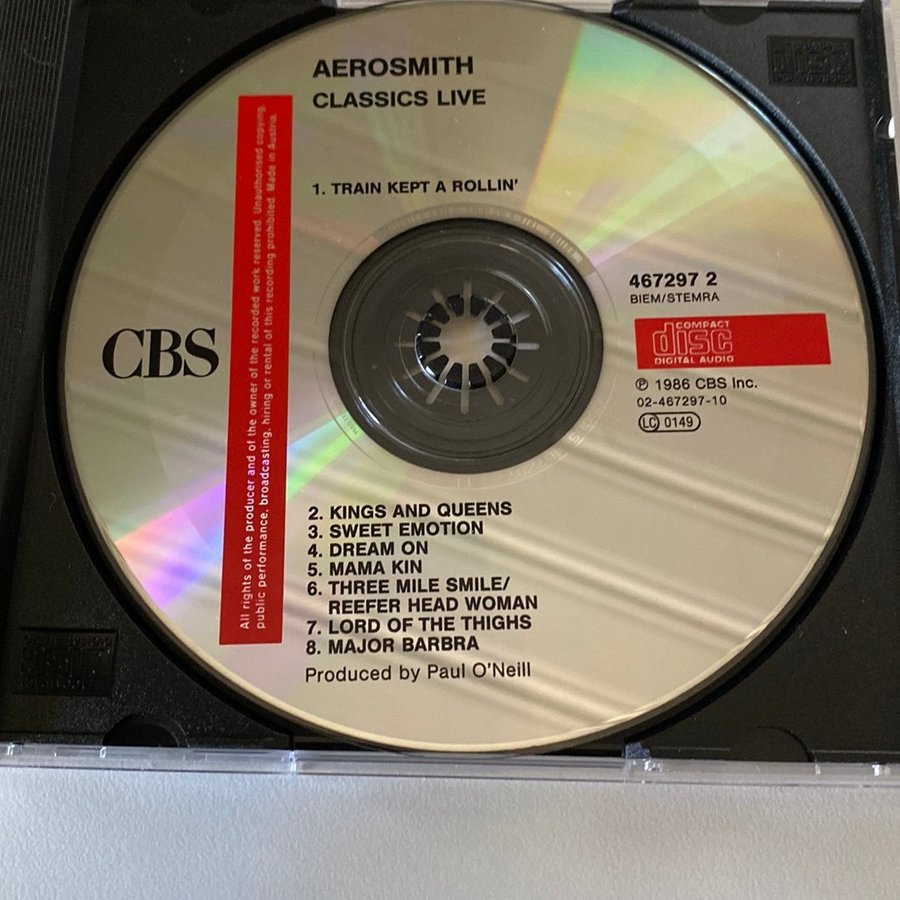 AEROSMITH
CLASSICS LIVE
1. TRAIN KEPT A ROLLIN'
All rights of the producer and of the owner of the recorded work reserved. Unauthorised copying,
public performance, broadcasting, hiring or rental of this recording prohibited. Made in Austria.
CBS
467297 2
BIEM/STEMRA
COMPACT
disc
DIGITAL AUDIO
℗ 1986 CBS Inc.
02-467297-10
LC 0149
2. KINGS AND QUEENS
3. SWEET EMOTION
4. DREAM ON
5. MAMA KIN
6. THREE MILE SMILE/
REEFER HEAD WOMAN
7. LORD OF THE THIGHS
8. MAJOR BARBRA
Produced by Paul O'Neill